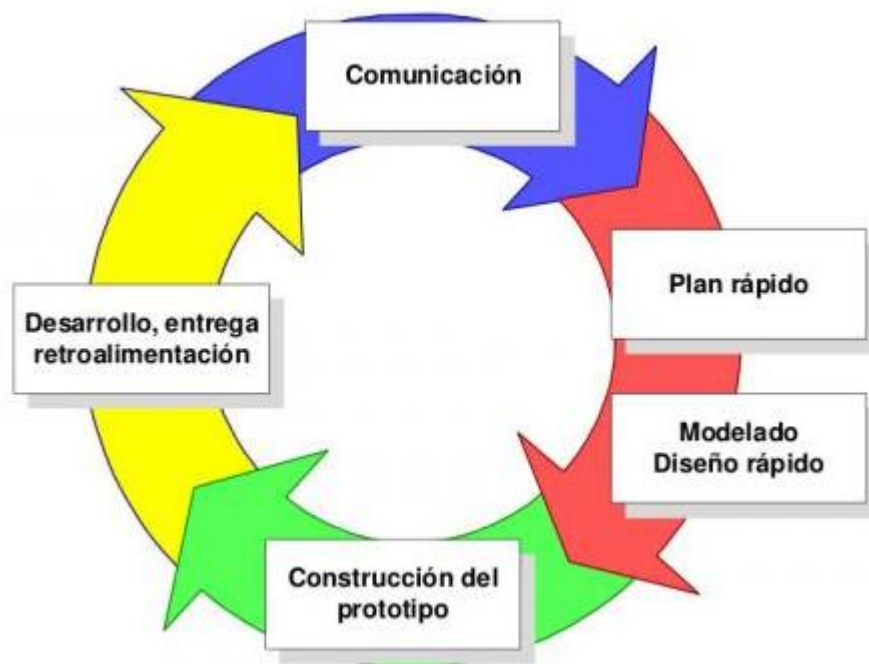 Comunicación
Plan rápido
Modelado
Diseño rápido
Construcción del
prototipo
Desarrollo, entrega
retroalimentación